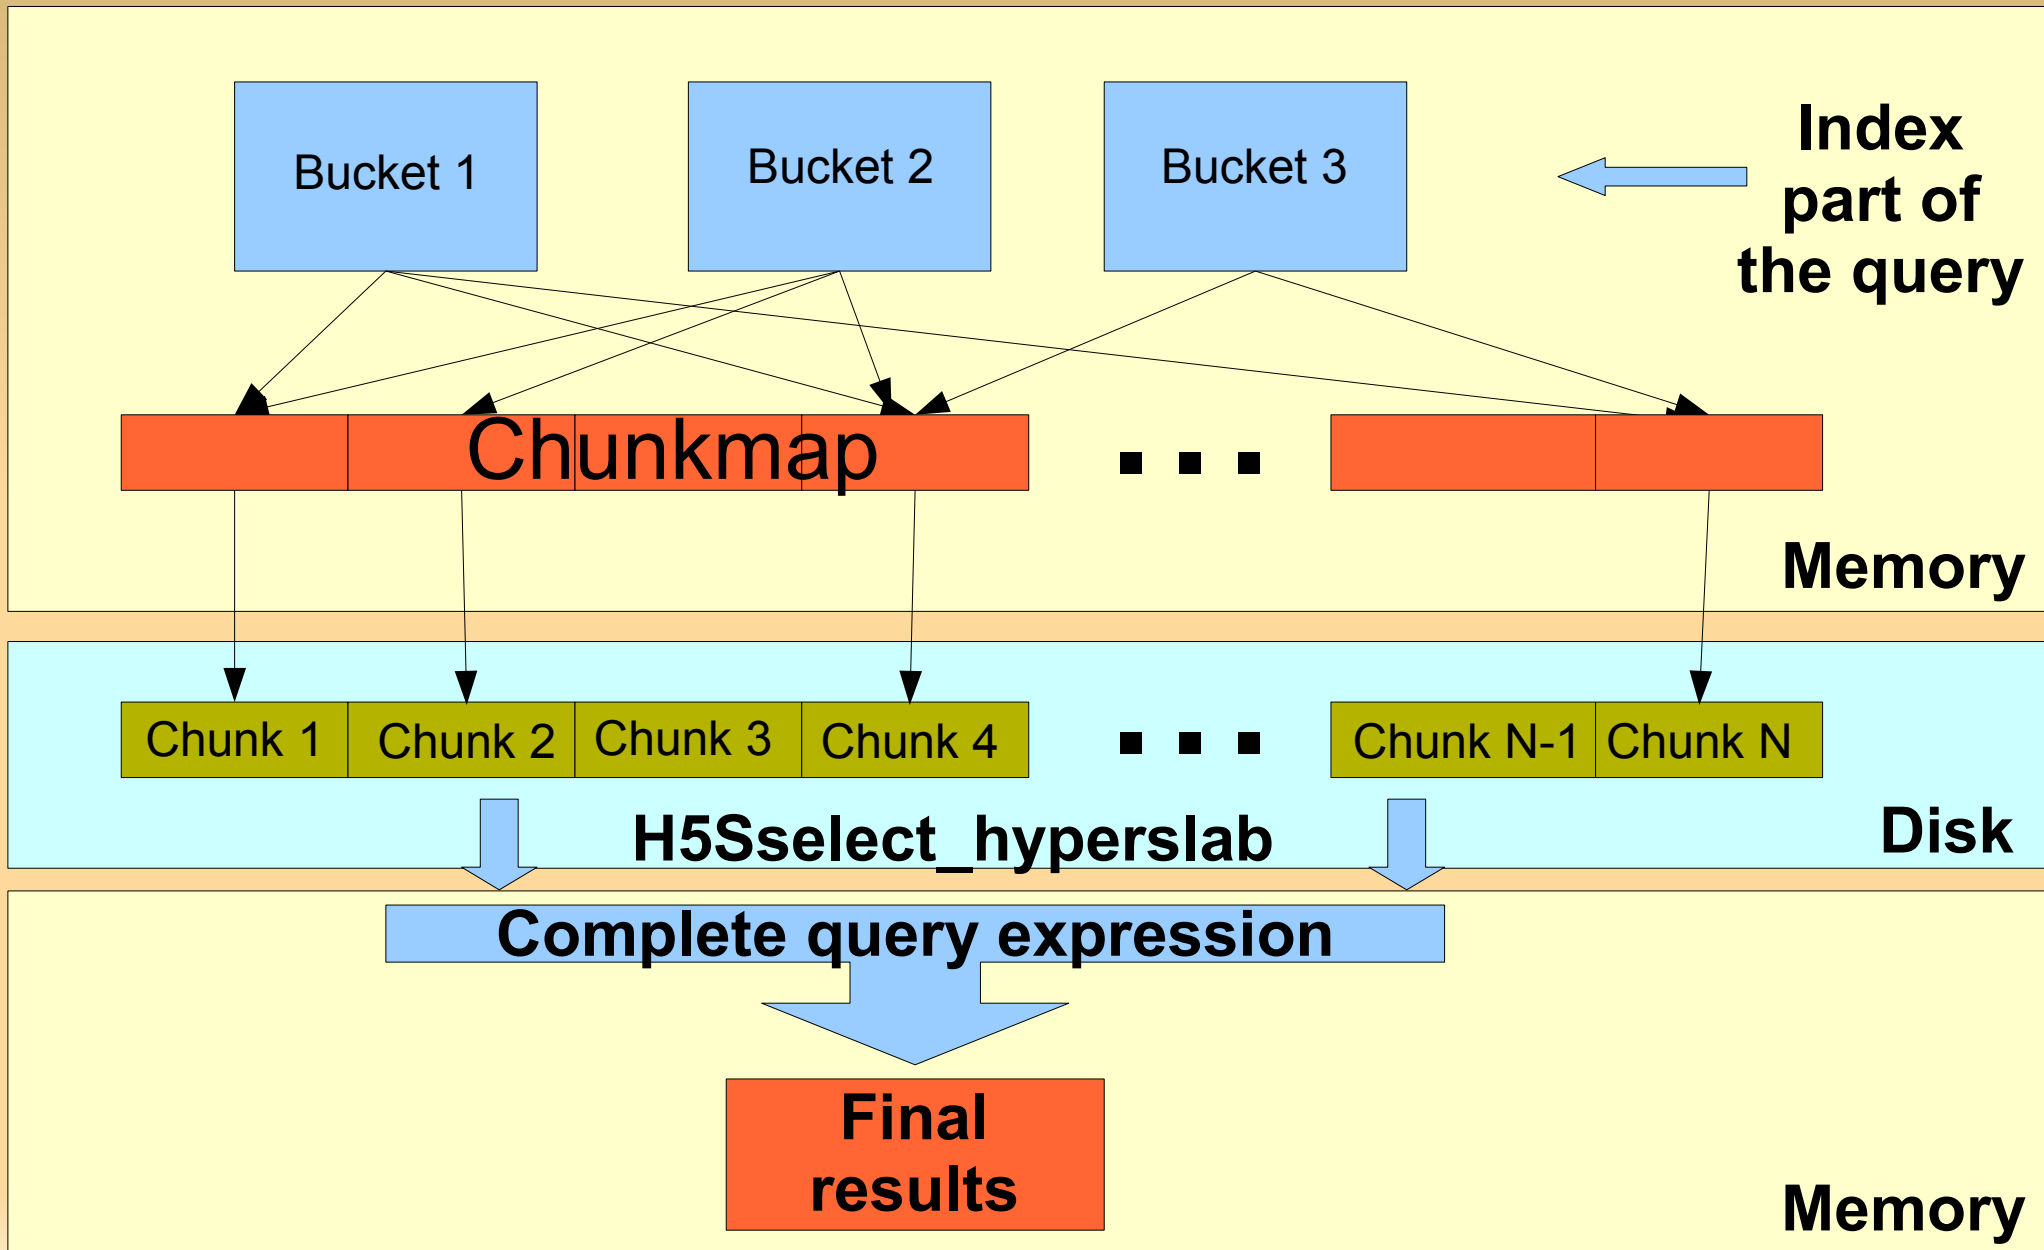 Bucket 1
Bucket 2
Bucket 3
Index
part of
the query
Chunkmap
Memory
Chunk 1
Chunk 2
Chunk 3
Chunk 4
Chunk N-1
Chunk N
H5Sselect_hyperslab
Disk
Complete query expression
Final
results
Memory